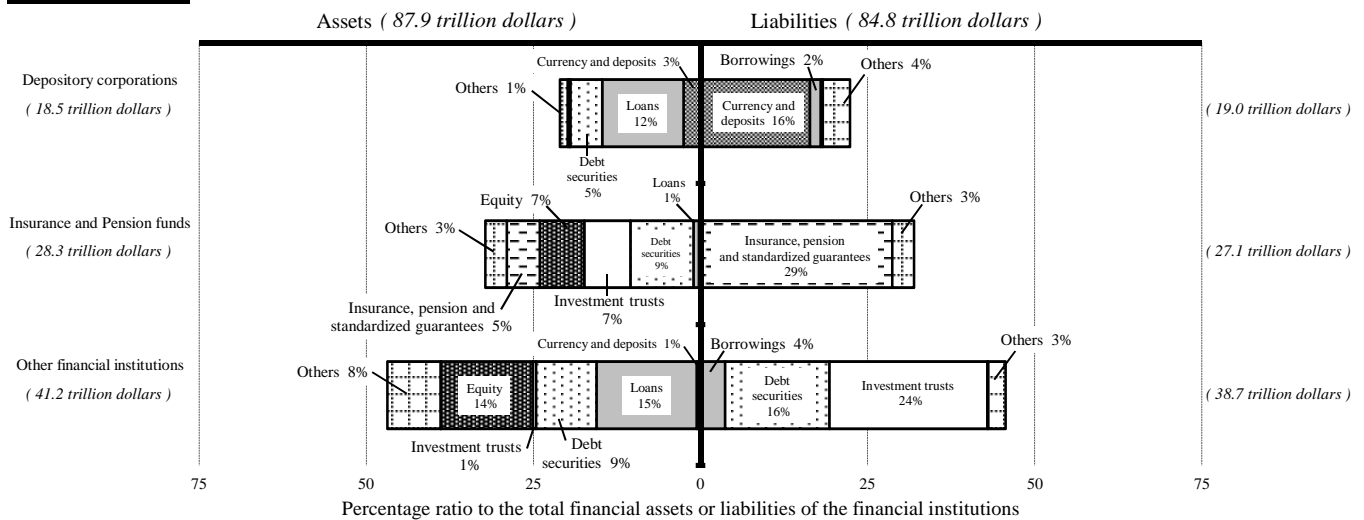 Assets ( 87.9 trillion dollars )
Liabilities ( 84.8 trillion dollars )
Depository corporations
( 18.5 trillion dollars )
Others 1%
Debt
securities
5%
Loans
12%
Currency and deposits 3%
Currency and
deposits 16%
Borrowings 2%
Others 4%
( 19.0 trillion dollars )
Insurance and Pension funds
( 28.3 trillion dollars )
Others 3%
Insurance, pension and
standardized guarantees 5%
Equity 7%
Investment trusts
7%
Debt
securities
9%
Loans
1%
Insurance, pension
and standardized guarantees
29%
Others 3%
( 27.1 trillion dollars )
Other financial institutions
( 41.2 trillion dollars )
Others 8%
Equity
14%
Investment trusts
1%
Debt
securities 9%
Loans
15%
Currency and deposits 1%
Borrowings 4%
Debt
securities
16%
Investment trusts
24%
Others 3%
( 38.7 trillion dollars )
75
50
25
0
25
50
75
Percentage ratio to the total financial assets or liabilities of the financial institutions